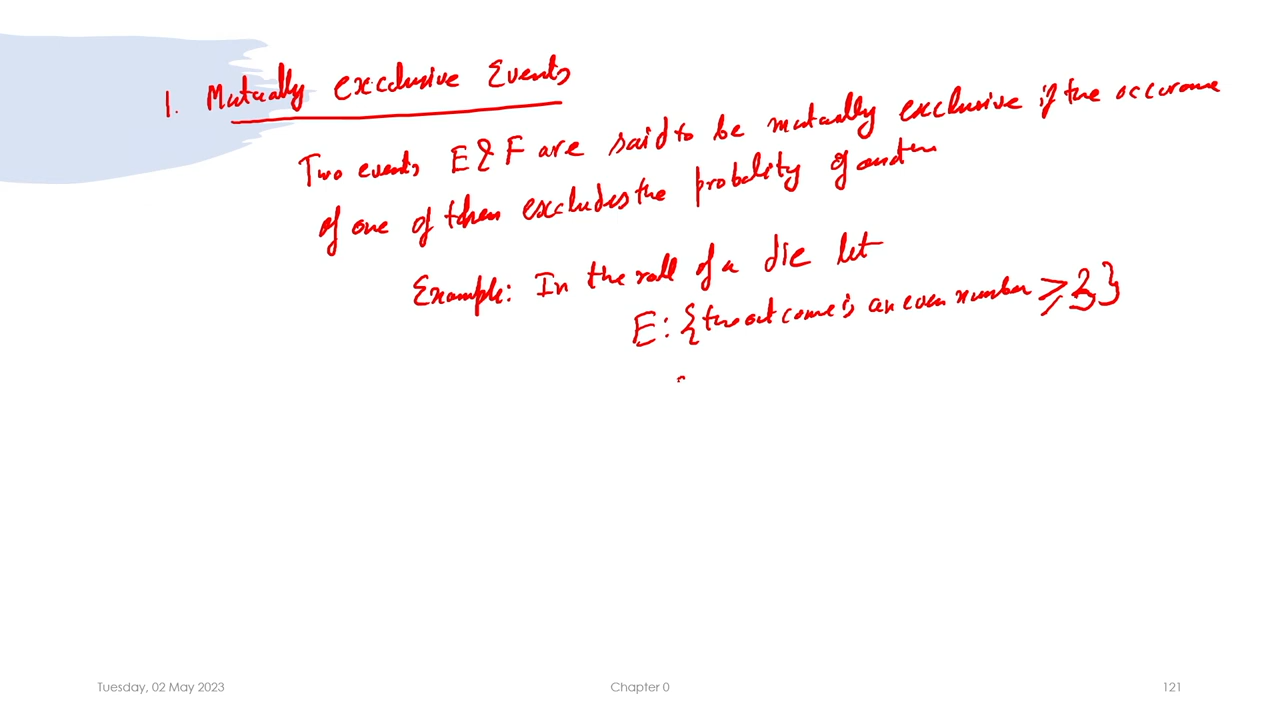 1. Mutually exclusive Events
Two events E & F are said to be mutually exclusive if the occurance
of one of them excludes the probality of another
Example: In the roll of a die let
E: {the outcome is an even number ≥ 3}
Tuesday, 02 May 2023 Chapter 0 121